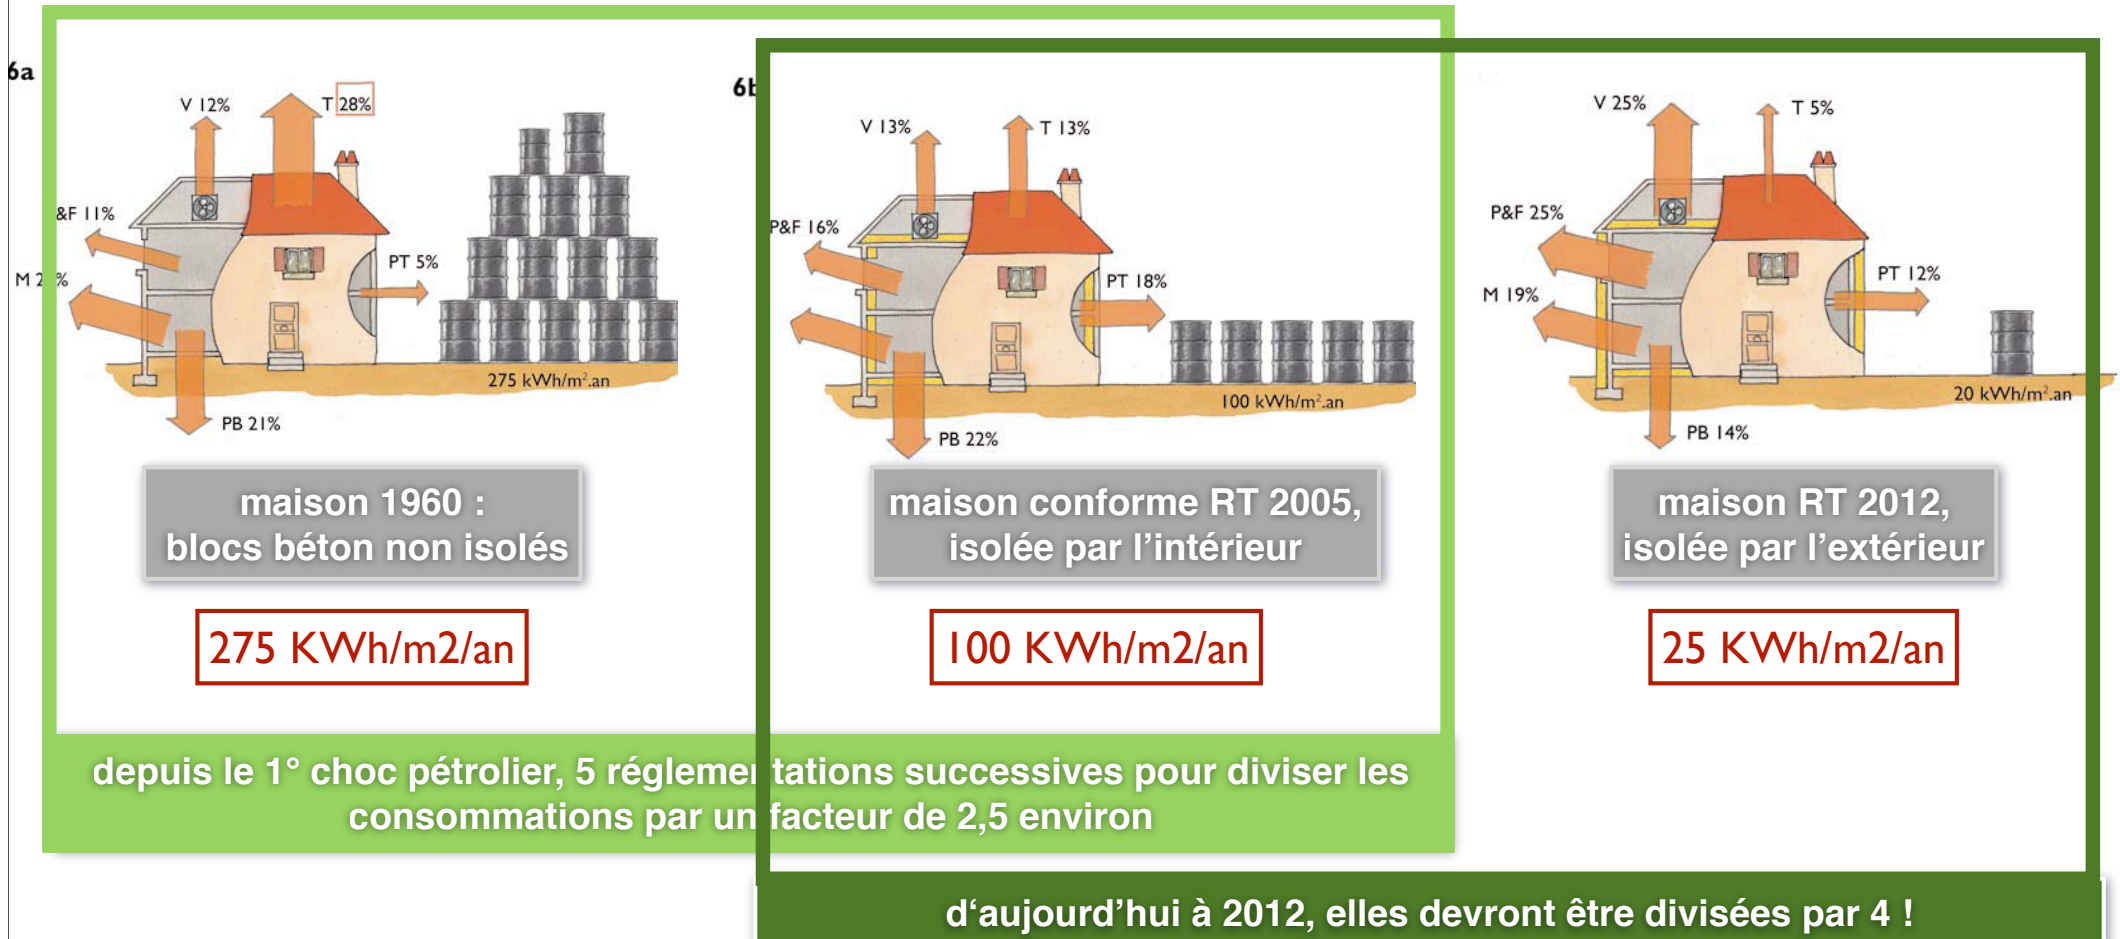 6a
V 12%
T 28%
&F 11%
M 2 %
PT 5%
275 kWh/m².an
PB 21%
6b
V 13%
T 13%
P&F 16%
PT 18%
100 kWh/m².an
PB 22%
V 25%
T 5%
P&F 25%
M 19%
PT 12%
20 kWh/m².an
PB 14%
maison 1960 :
blocs béton non isolés
maison conforme RT 2005,
isolée par l’intérieur
maison RT 2012,
isolée par l’extérieur
275 KWh/m2/an
100 KWh/m2/an
25 KWh/m2/an
depuis le 1° choc pétrolier, 5 réglementations successives pour diviser les
consommations par un facteur de 2,5 environ
d‘aujourd’hui à 2012, elles devront être divisées par 4 !